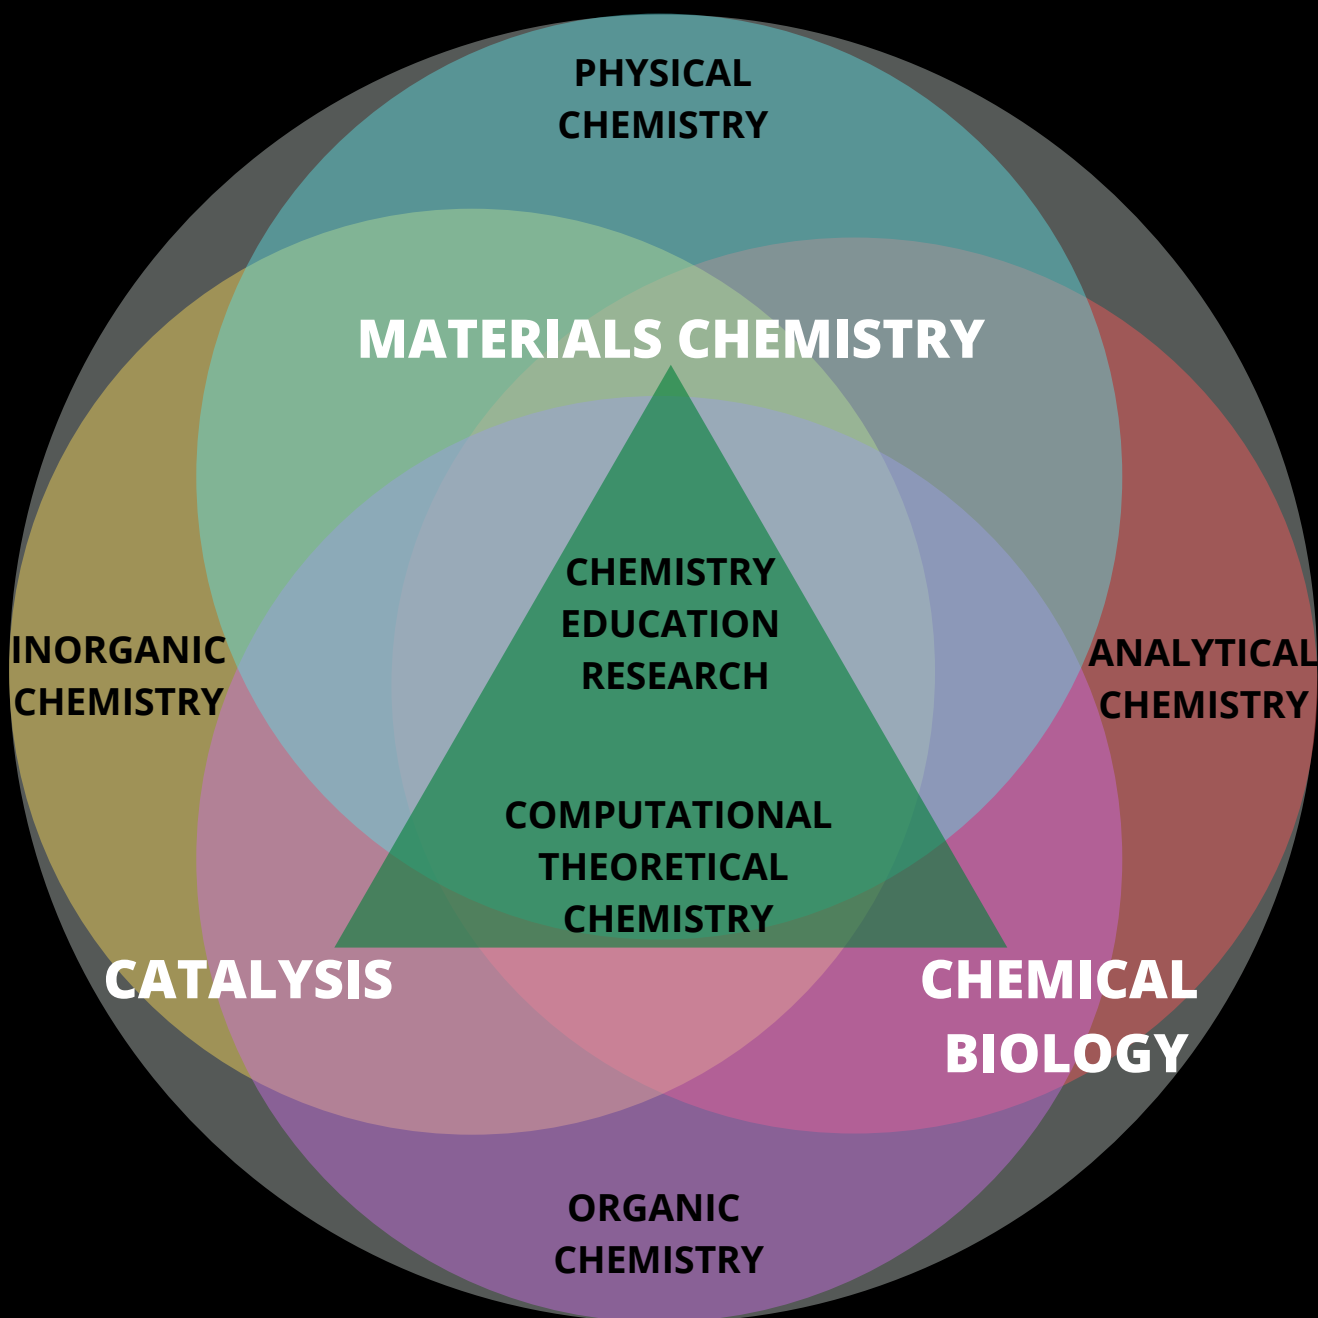 PHYSICAL
CHEMISTRY
MATERIALS CHEMISTRY
CHEMISTRY
EDUCATION
RESEARCH
INORGANIC
CHEMISTRY
ANALYTICAL
CHEMISTRY
COMPUTATIONAL
THEORETICAL
CHEMISTRY
CATALYSIS
CHEMICAL
BIOLOGY
ORGANIC
CHEMISTRY